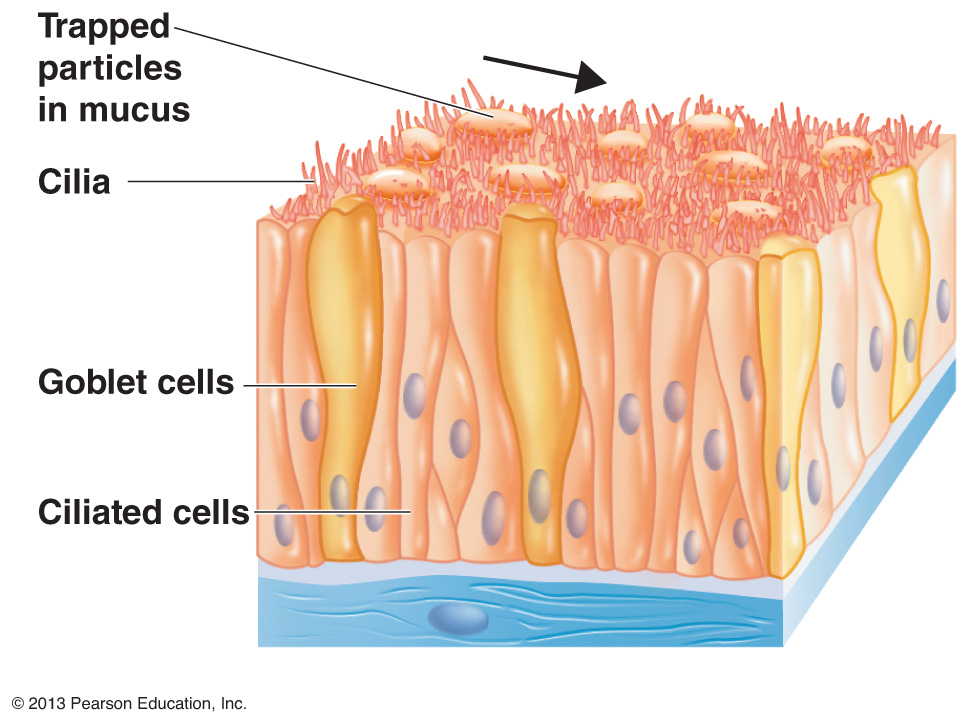 Trapped
particles
in mucus
Cilia
Goblet cells
Ciliated cells
© 2013 Pearson Education, Inc.